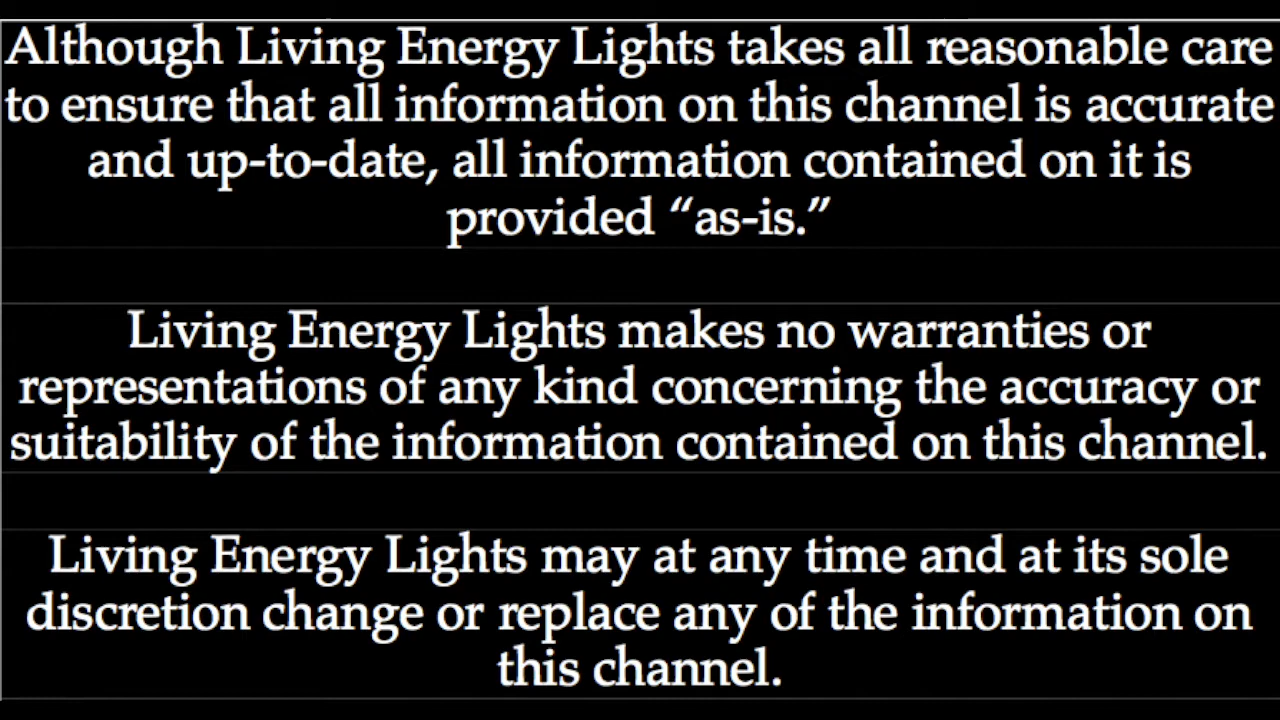 Although Living Energy Lights takes all reasonable care
to ensure that all information on this channel is accurate
and up-to-date, all information contained on it is
provided “as-is.”
Living Energy Lights makes no warranties or
representations of any kind concerning the accuracy or
suitability of the information contained on this channel.
Living Energy Lights may at any time and at its sole
discretion change or replace any of the information on
this channel.